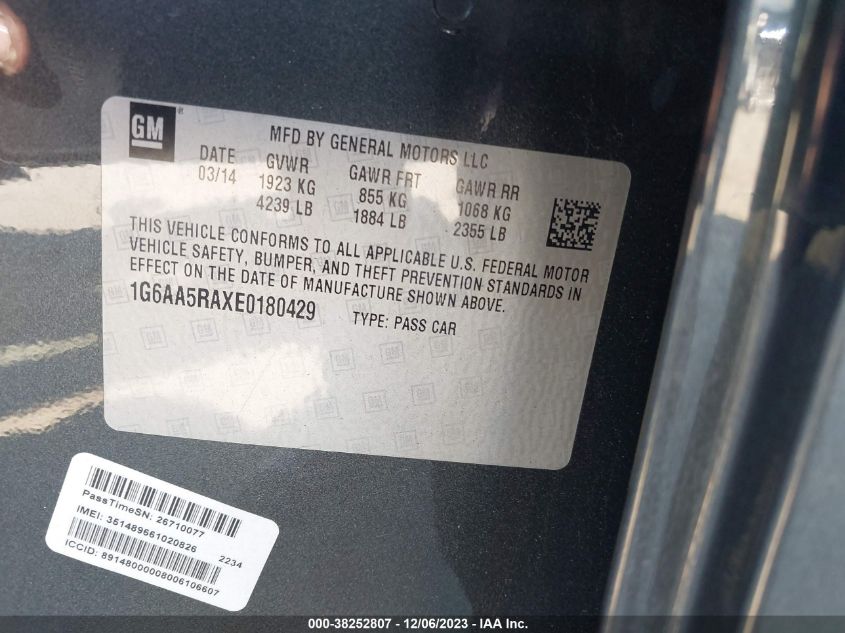 GM
MFD BY GENERAL MOTORS LLC
DATE GVWR GAWR FRT GAWR RR
03/14 1923 KG 855 KG 1068 KG
4239 LB 1884 LB 2355 LB
THIS VEHICLE CONFORMS TO ALL APPLICABLE U.S. FEDERAL MOTOR
VEHICLE SAFETY, BUMPER, AND THEFT PREVENTION STANDARDS IN
EFFECT ON THE DATE OF MANUFACTURE SHOWN ABOVE.
1G6AA5RAXE0180429 TYPE: PASS CAR
PassTimeSN: 26710077
IMEI: 351489561020826 2234
ICCID: 89148000008006106607
000-38252807 - 12/06/2023 - IAA Inc.